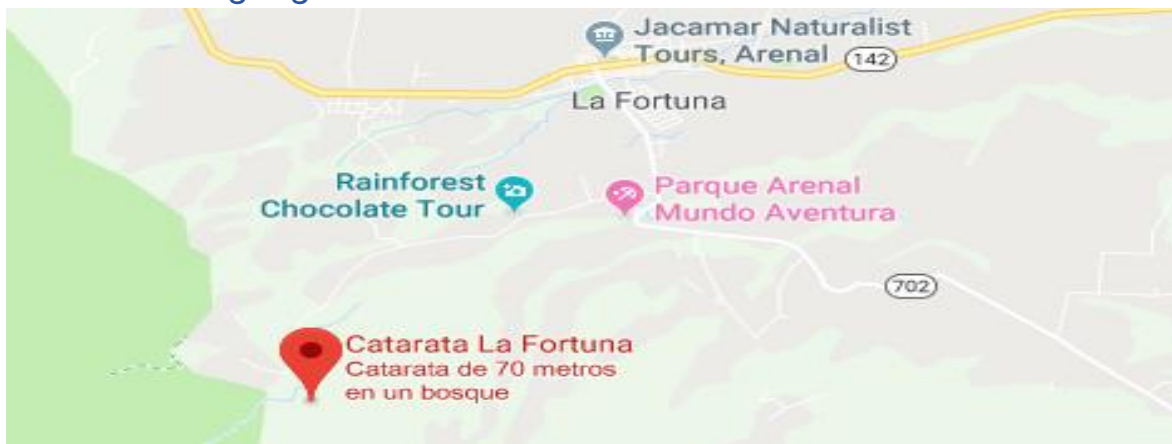 Jacamar Naturalist
Tours, Arenal
142
La Fortuna
Rainforest
Chocolate Tour
Parque Arenal
Mundo Aventura
702
Catarata La Fortuna
Catarata de 70 metros
en un bosque